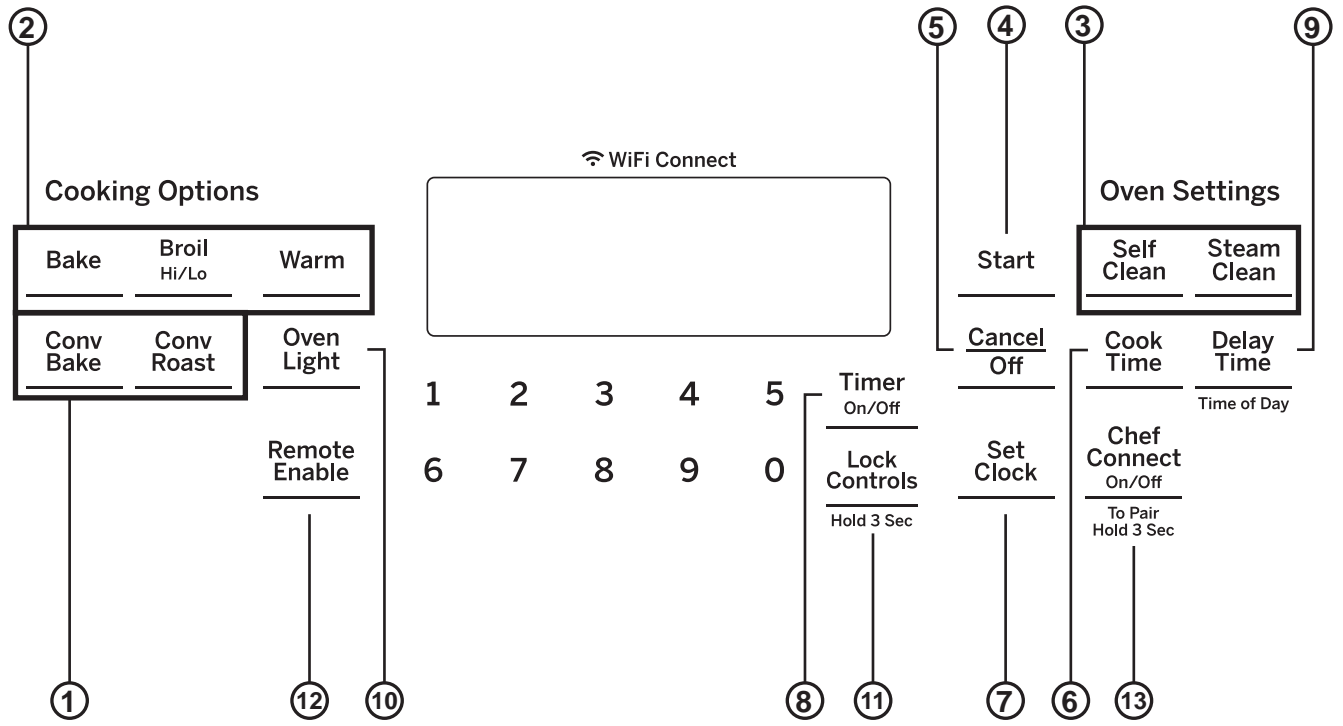 2
5
4
3
9
WiFi Connect
Cooking Options
Oven Settings
Bake
Broil
Hi/Lo
Warm
Start
Self
Clean
Steam
Clean
Conv
Bake
Conv
Roast
Oven
Light
Cancel
Off
Cook
Time
Delay
Time
Time of Day
1 2 3 4 5
Timer
On/Off
Remote
Enable
6 7 8 9 0
Lock
Controls
Hold 3 Sec
Set
Clock
Chef
Connect
On/Off
To Pair
Hold 3 Sec
1
12
10
8
11
7
6
13